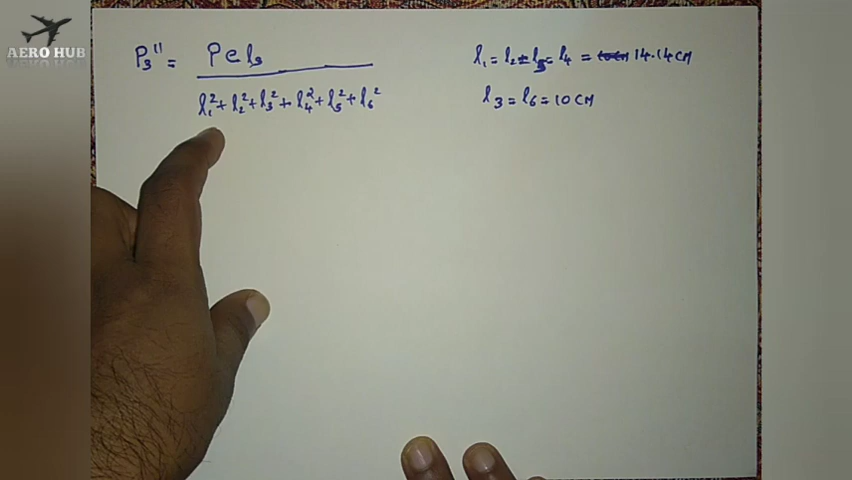 AERO HUB
P₃'' = P e l₃
l₁² + l₂² + l₃² + l₄² + l₅² + l₆²
l₁ = l₂ = l₅ = l₄ = 14.14 CM
l₃ = l₆ = 10 CM